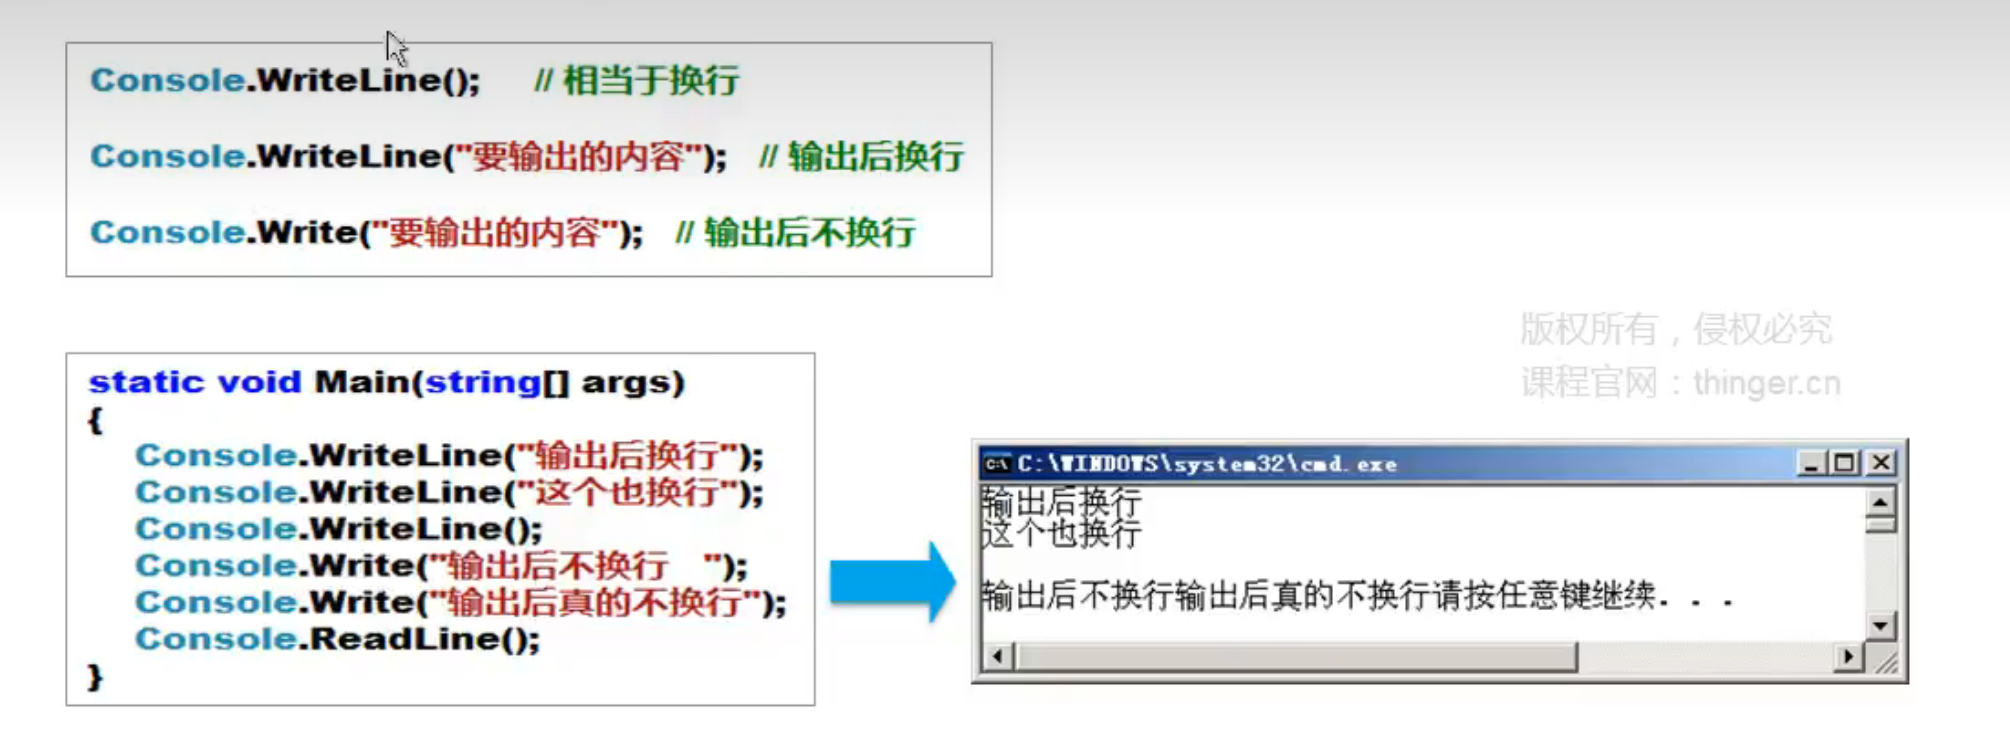 Console.WriteLine(); // 相当于换行
Console.WriteLine("要输出的内容"); // 输出后换行
Console.Write("要输出的内容"); // 输出后不换行
版权所有，侵权必究
课程官网：thinger.cn
static void Main(string[] args)
{
Console.WriteLine("输出后换行");
Console.WriteLine("这个也换行");
Console.WriteLine();
Console.Write("输出后不换行 ");
Console.Write("输出后真的不换行");
Console.ReadLine();
}
C:\WINDOWS\system32\cmd.exe
输出后换行
这个也换行
输出后不换行输出后真的不换行请按任意键继续. . .